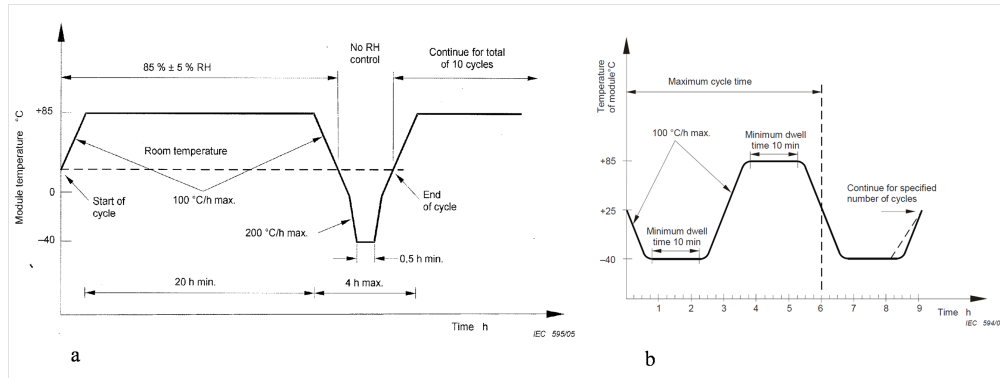 No RH
control
Continue for total
of 10 cycles
85 % ± 5 % RH
Module temperature °C
+85
Room temperature
0
Start of
cycle
100 °C/h max.
End
of cycle
200 °C/h max.
–40
0,5 h min.
20 h min.
4 h max.
Time h
IEC 595/05
a
Temperature
of module°C
Maximum cycle time
100 °C/h max.
Minimum dwell
time 10 min
+85
Continue for specified
number of cycles
+25
Minimum dwell
time 10 min
–40
1 2 3 4 5 6 7 8 9
Time h
IEC 594/0
b